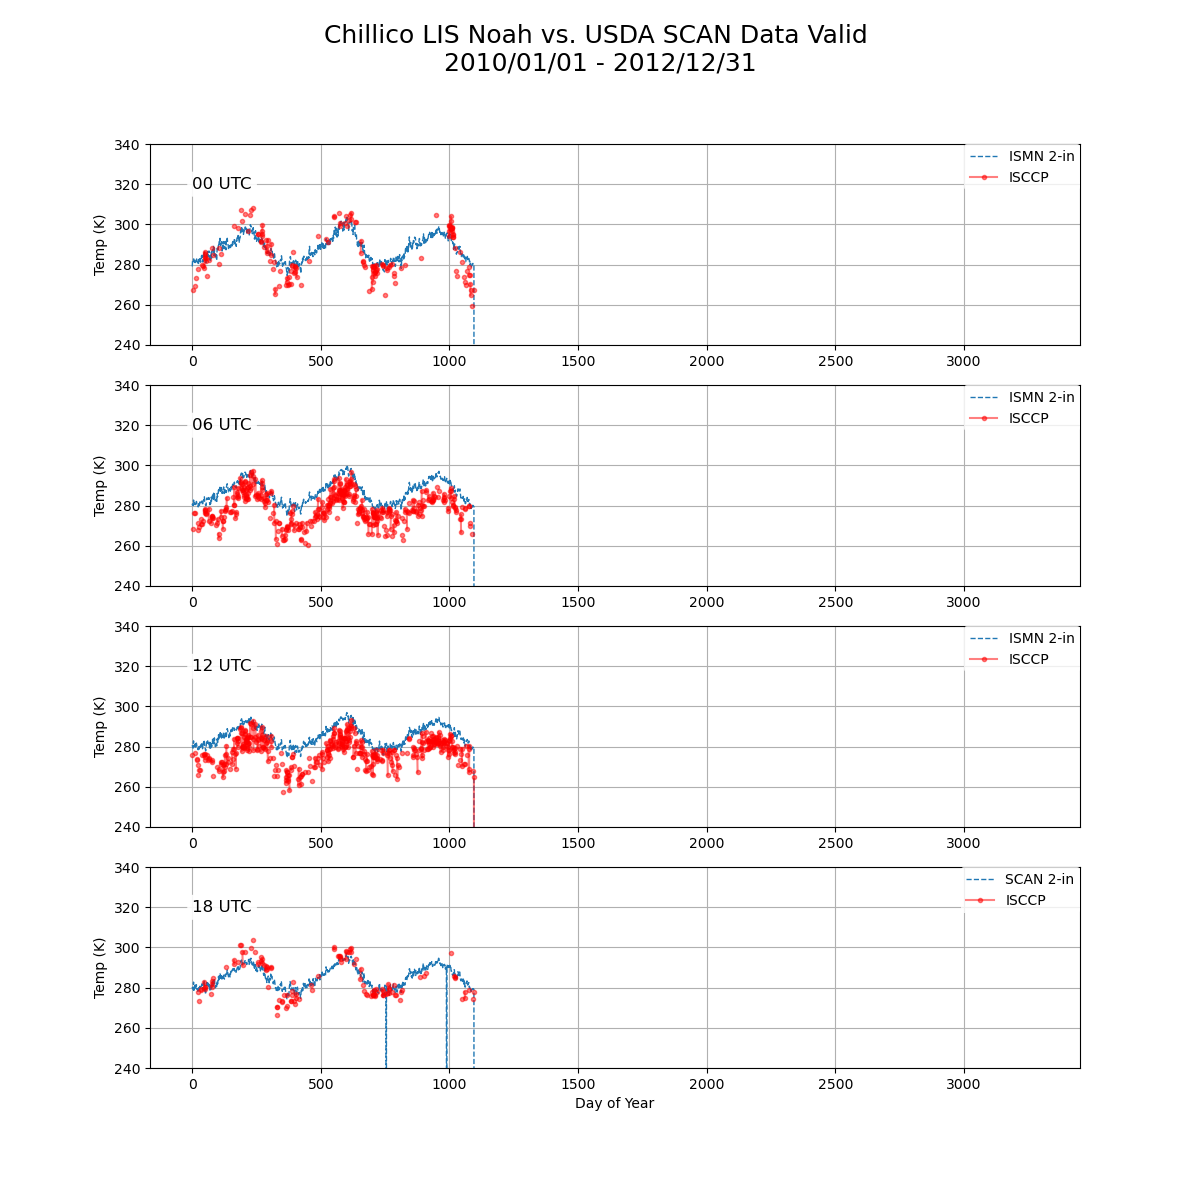 Chillico LIS Noah vs. USDA SCAN Data Valid
2010/01/01 - 2012/12/31
340
320
300
280
260
240
Temp (K)
00 UTC
ISMN 2-in
ISCCP
0 500 1000 1500 2000 2500 3000
340
320
300
280
260
240
Temp (K)
06 UTC
ISMN 2-in
ISCCP
0 500 1000 1500 2000 2500 3000
340
320
300
280
260
240
Temp (K)
12 UTC
ISMN 2-in
ISCCP
0 500 1000 1500 2000 2500 3000
340
320
300
280
260
240
Temp (K)
18 UTC
SCAN 2-in
ISCCP
0 500 1000 1500 2000 2500 3000
Day of Year